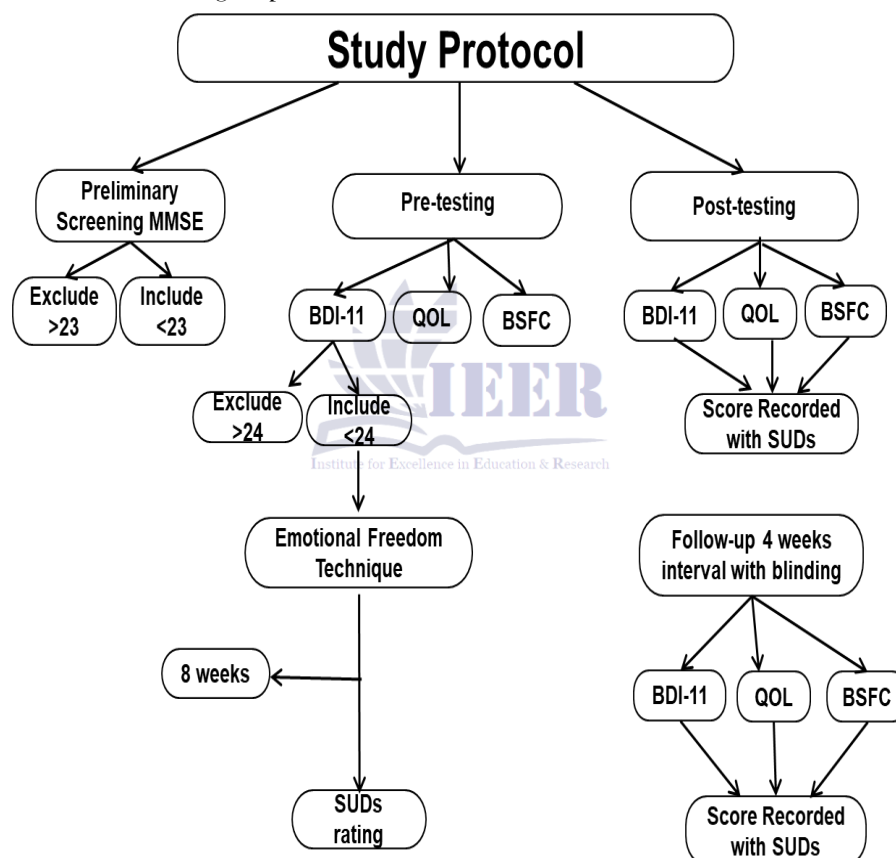 Study Protocol
Preliminary
Screening MMSE
Pre-testing
Post-testing
Exclude
>23
Include
<23
BDI-11
QOL
BSFC
BDI-11
QOL
BSFC
Exclude
>24
Include
<24
Score Recorded
with SUDs
IEER
Institute for Excellence in Education & Research
Emotional Freedom
Technique
Follow-up 4 weeks
interval with blinding
8 weeks
BDI-11
QOL
BSFC
SUDs
rating
Score Recorded
with SUDs